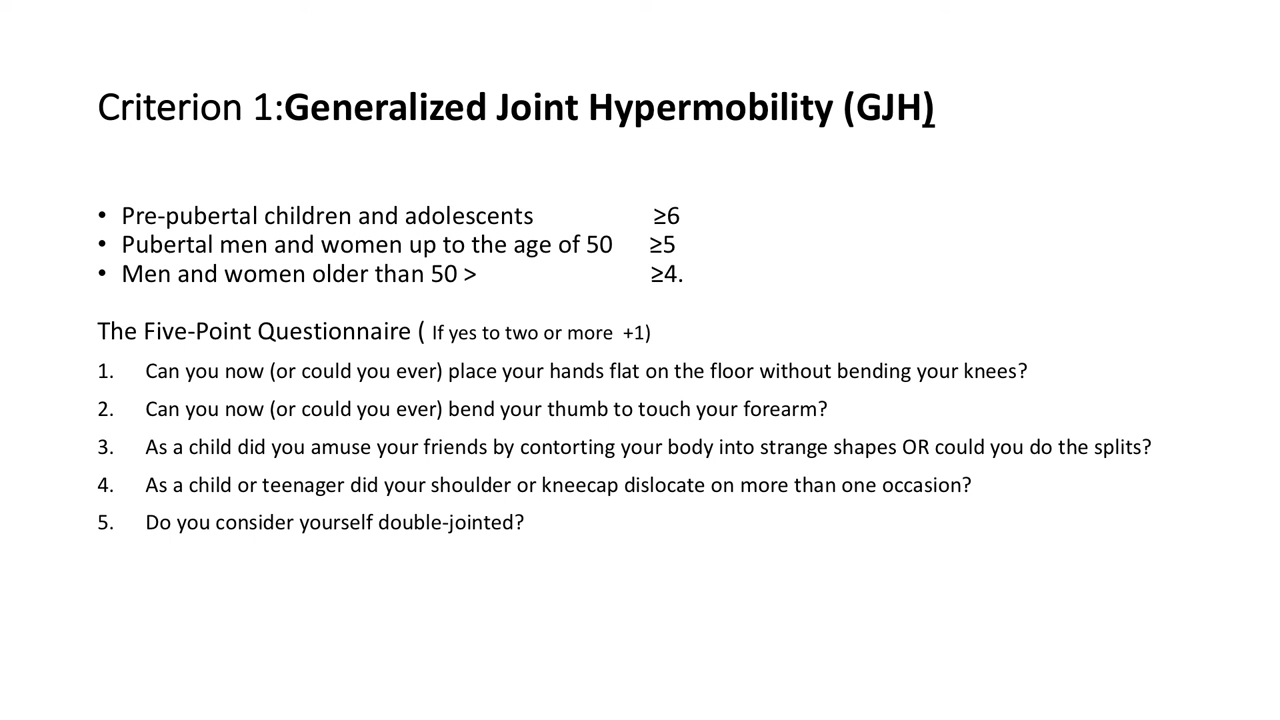 Criterion 1:Generalized Joint Hypermobility (GJH)
• Pre-pubertal children and adolescents ≥6
• Pubertal men and women up to the age of 50 ≥5
• Men and women older than 50 > ≥4.
The Five-Point Questionnaire ( If yes to two or more +1)
1. Can you now (or could you ever) place your hands flat on the floor without bending your knees?
2. Can you now (or could you ever) bend your thumb to touch your forearm?
3. As a child did you amuse your friends by contorting your body into strange shapes OR could you do the splits?
4. As a child or teenager did your shoulder or kneecap dislocate on more than one occasion?
5. Do you consider yourself double-jointed?